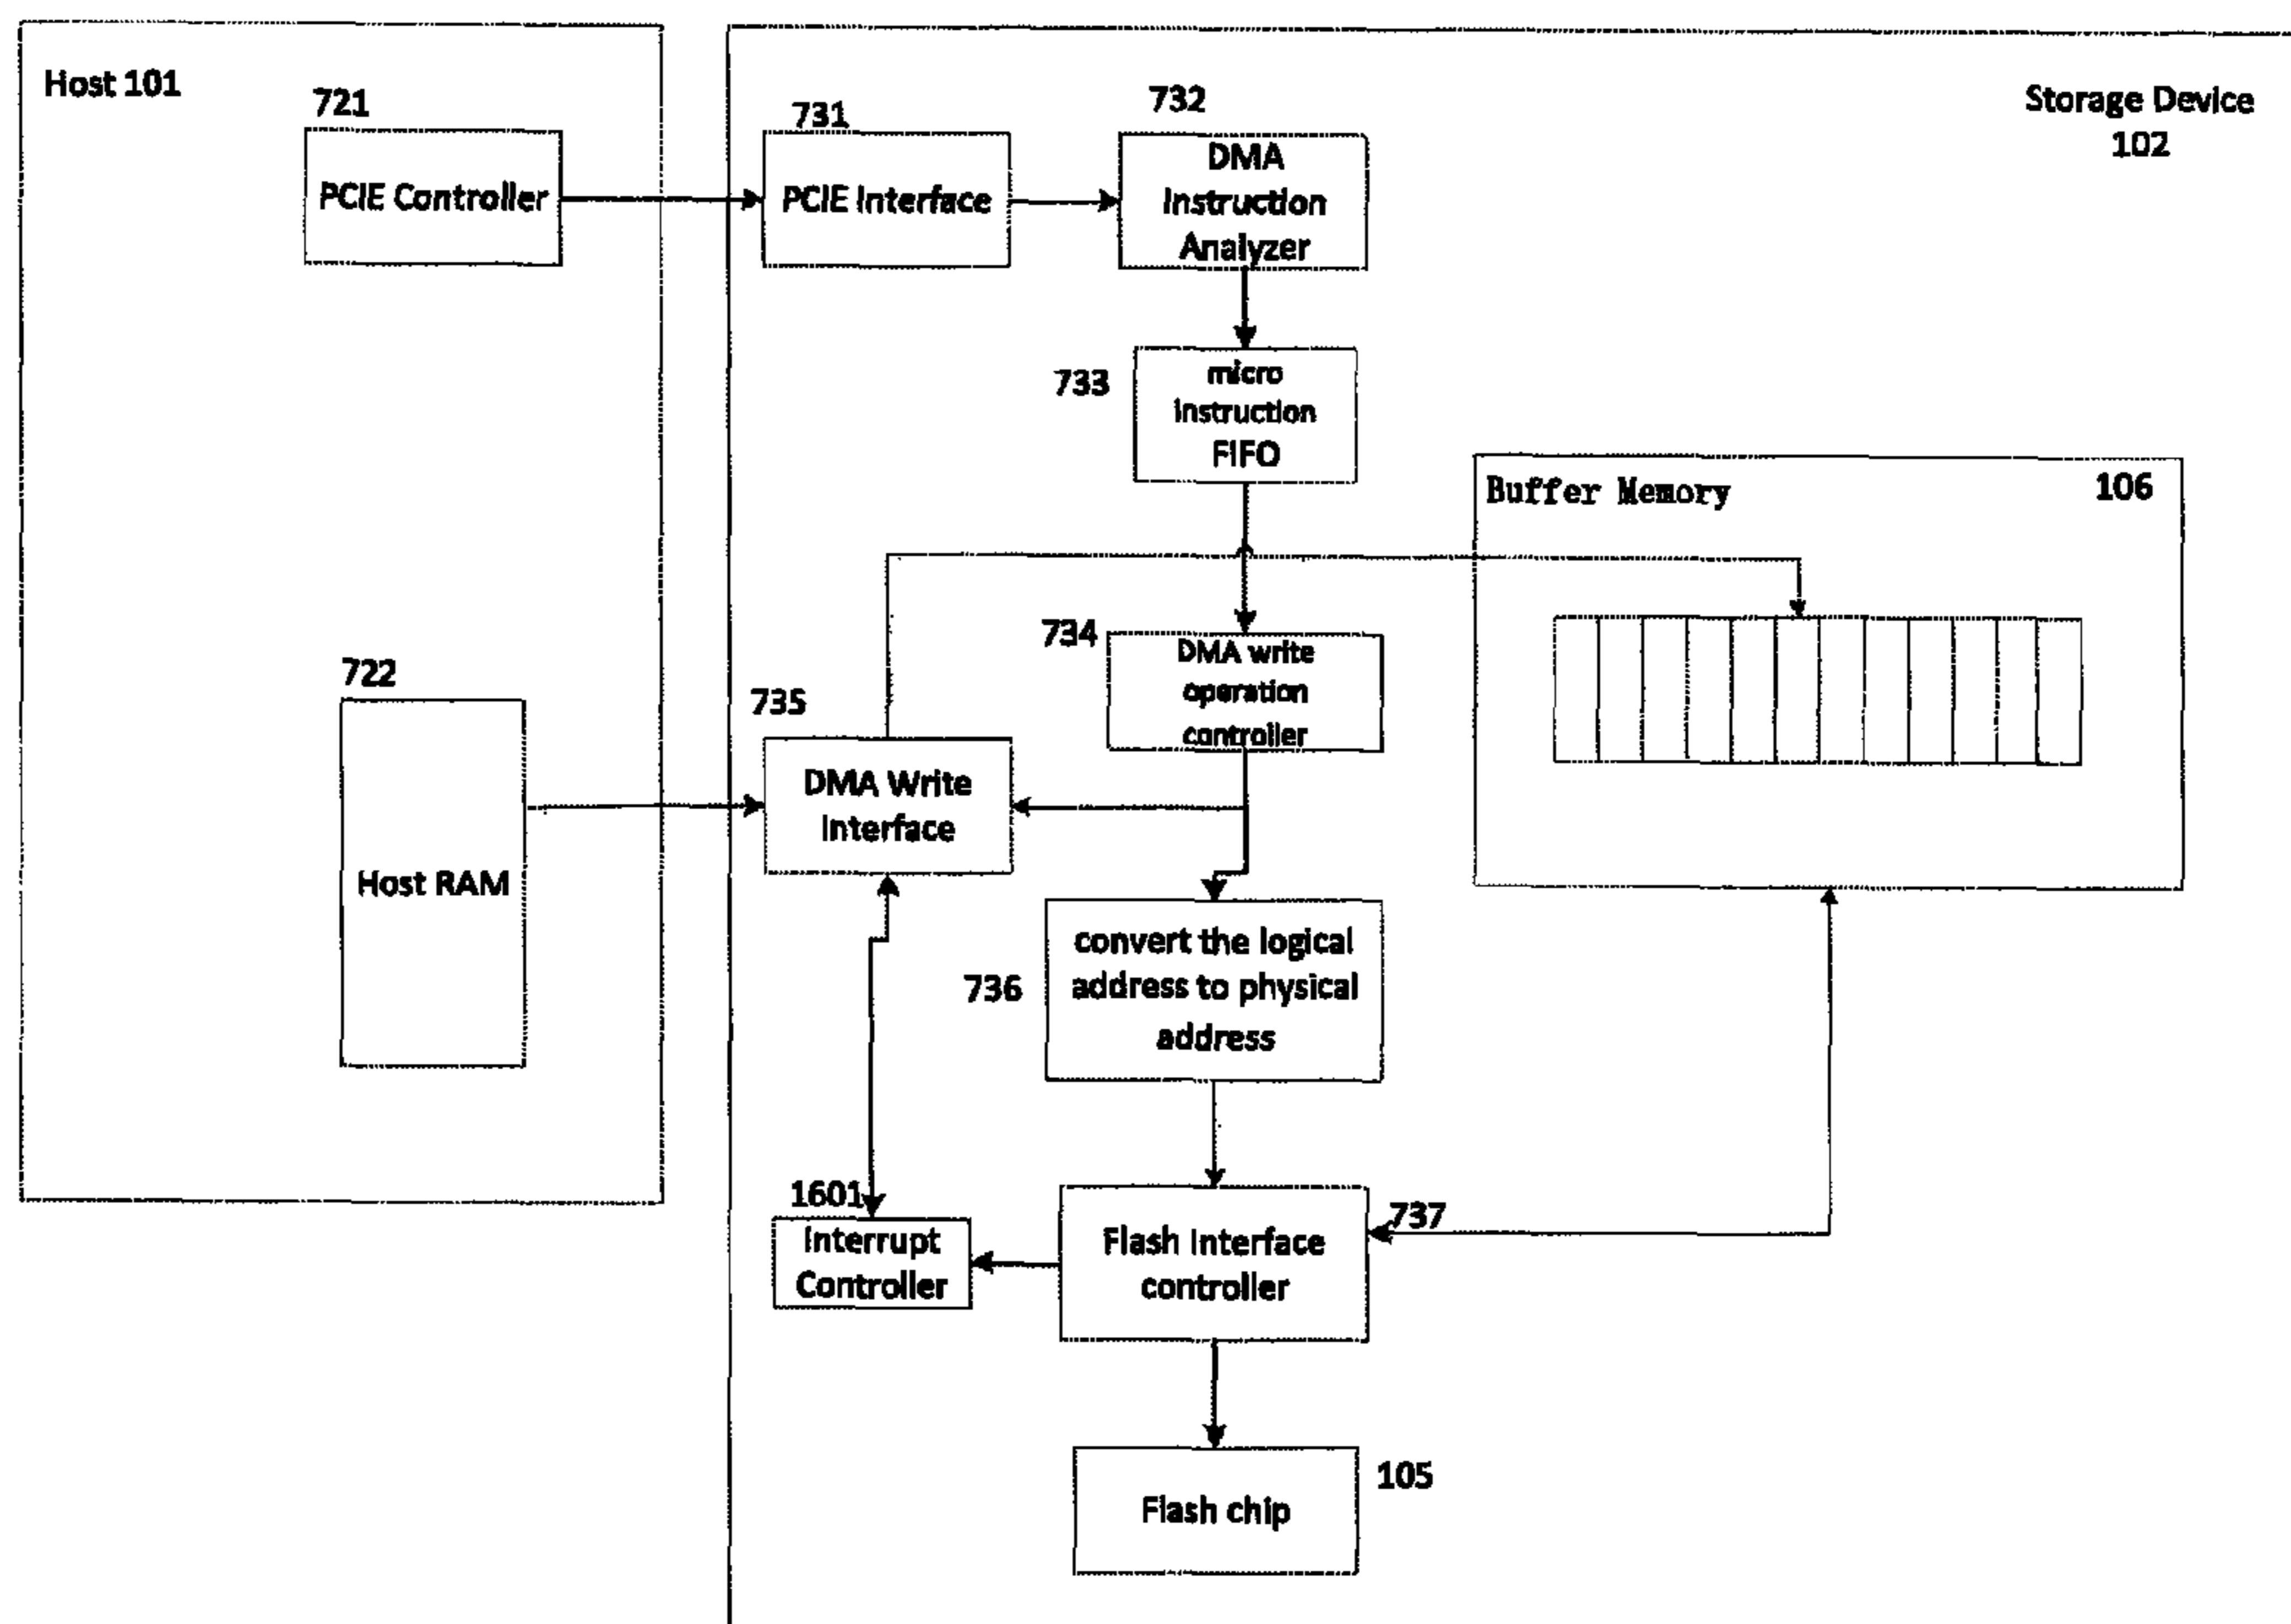 Host 101
721
PCIE Controller
722
Host RAM
Storage Device
102
731
PCIE Interface
732
DMA
Instruction
Analyzer
733
micro
instruction
FIFO
Buffer Memory
106
734
DMA write
operation
controller
735
DMA Write
Interface
736
convert the logical
address to physical
address
1601
Interrupt
Controller
Flash Interface
controller
737
Flash chip
105